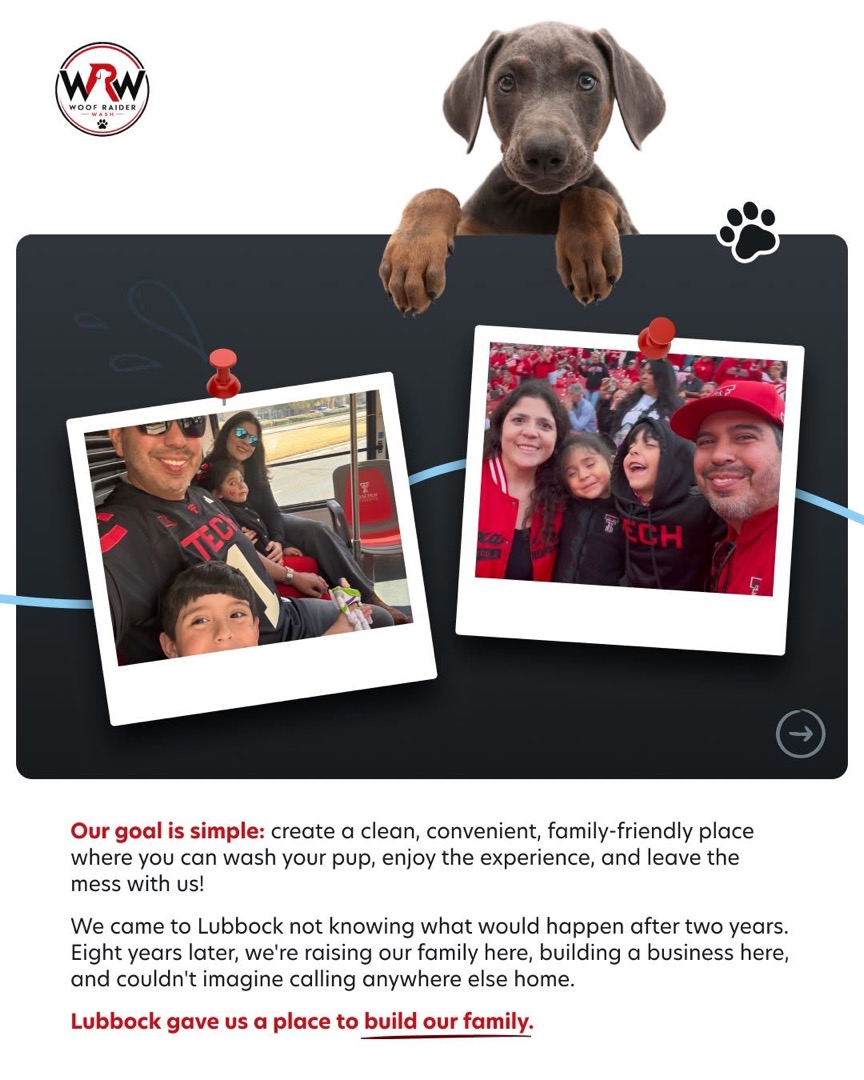 WRW
WOOF RAIDER
WASH
TECH
TECH
Our goal is simple: create a clean, convenient, family-friendly place
where you can wash your pup, enjoy the experience, and leave the
mess with us!
We came to Lubbock not knowing what would happen after two years.
Eight years later, we're raising our family here, building a business here,
and couldn't imagine calling anywhere else home.
Lubbock gave us a place to build our family.